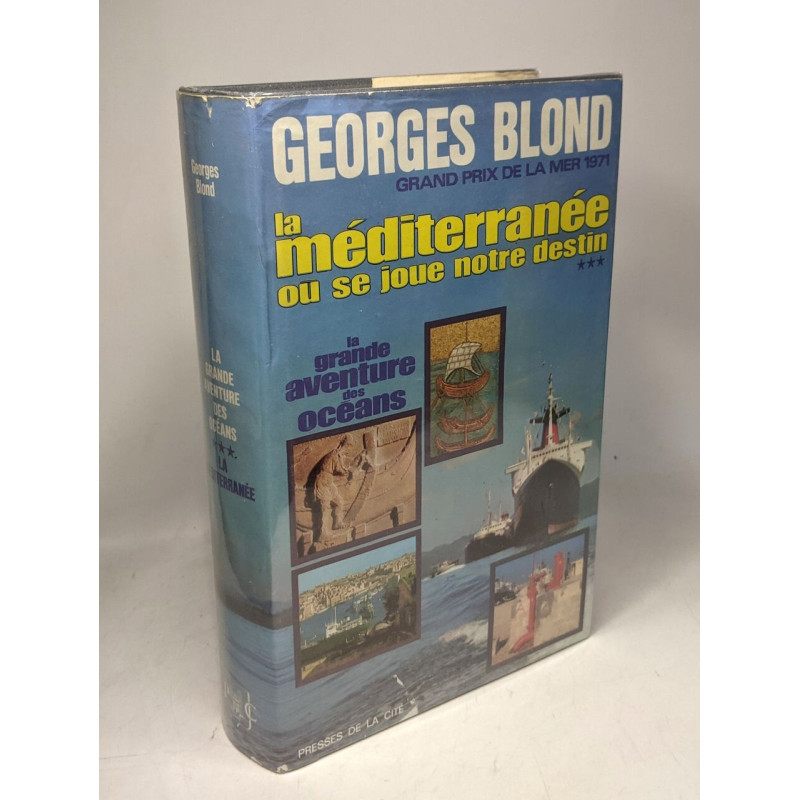 GEORGES BLOND
GRAND PRIX DE LA MER 1971
la
méditerranée
ou se joue notre destin
***
la
grande
aventure
des
océans
PRESSES DE LA CITÉ
Georges
Blond
LA
GRANDE
AVENTURE
DES
OCÉANS
***
LA